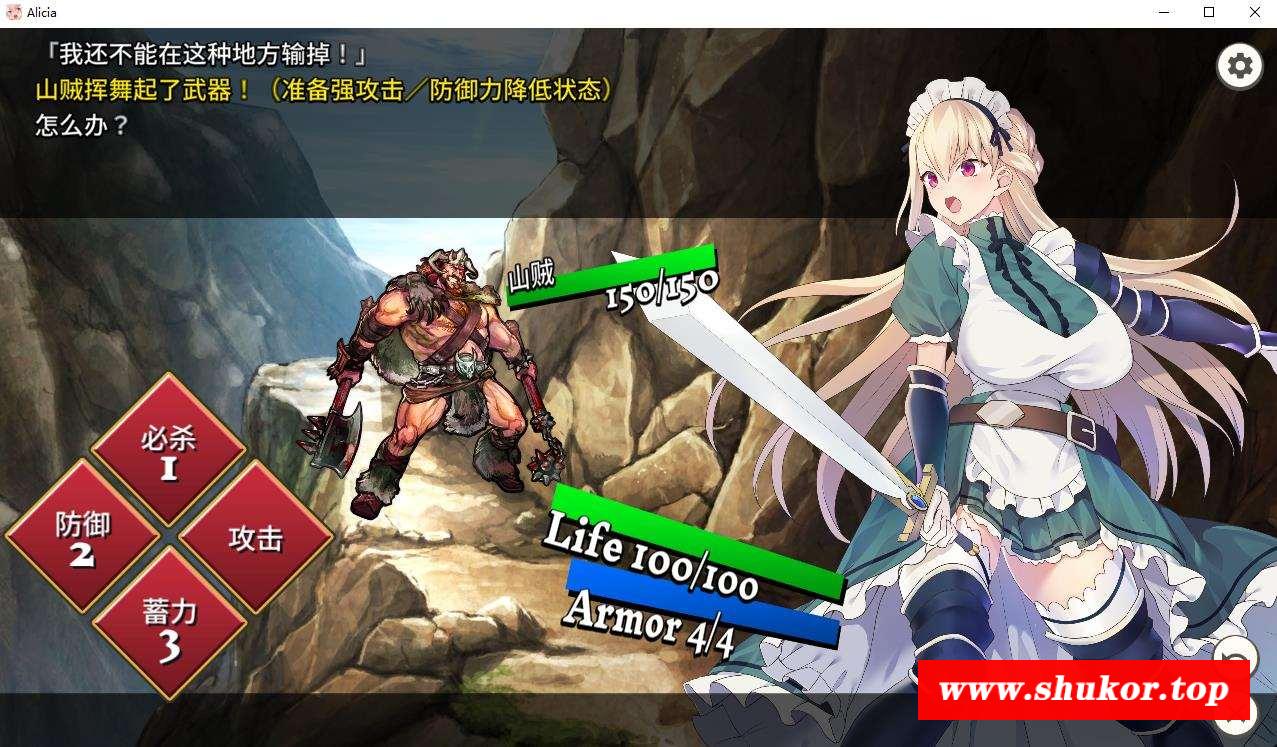 Alicia
「我还不能在这种地方输掉！」
山贼挥舞起了武器！（准备强攻击／防御力降低状态）
怎么办？
山贼
150/150
必杀
1
防御
2
攻击
蓄力
3
Life 100/100
Armor 4/4
www.shukor.top